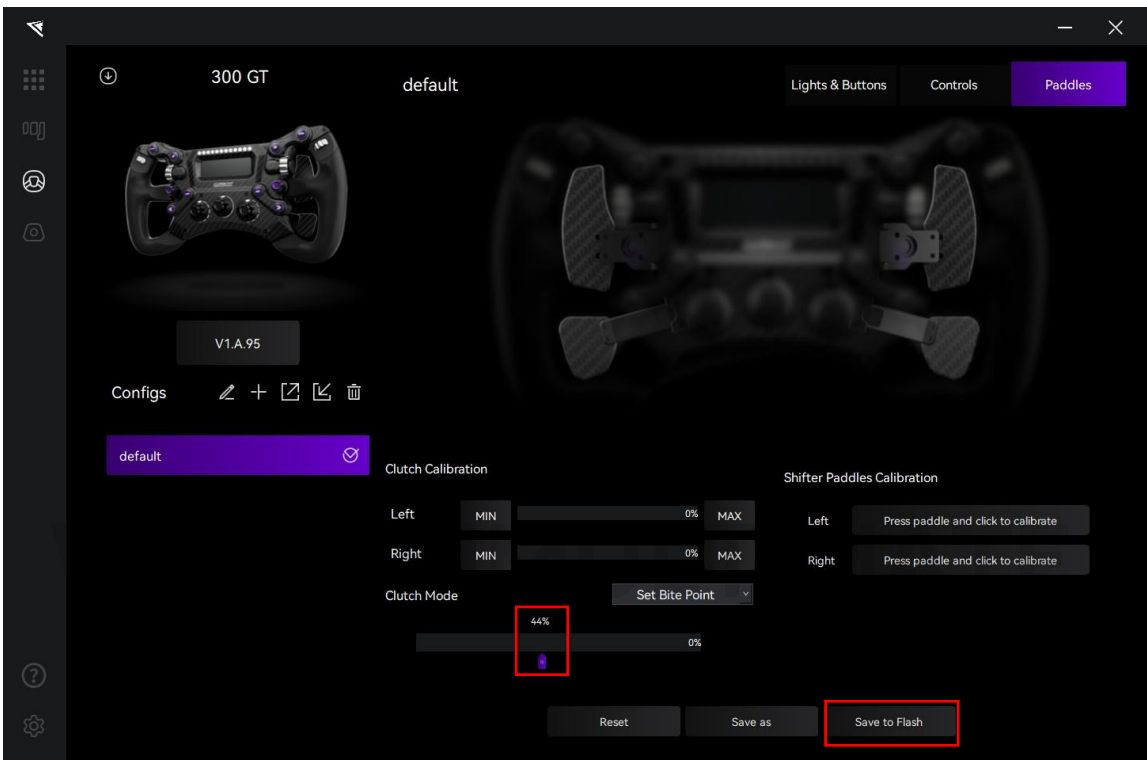 300 GT
default
Lights & Buttons
Controls
Paddles
V1.A.95
Configs
default
Clutch Calibration
Left MIN 0% MAX
Right MIN 0% MAX
Clutch Mode Set Bite Point
44%
0%
Shifter Paddles Calibration
Left Press paddle and click to calibrate
Right Press paddle and click to calibrate
Reset
Save as
Save to Flash